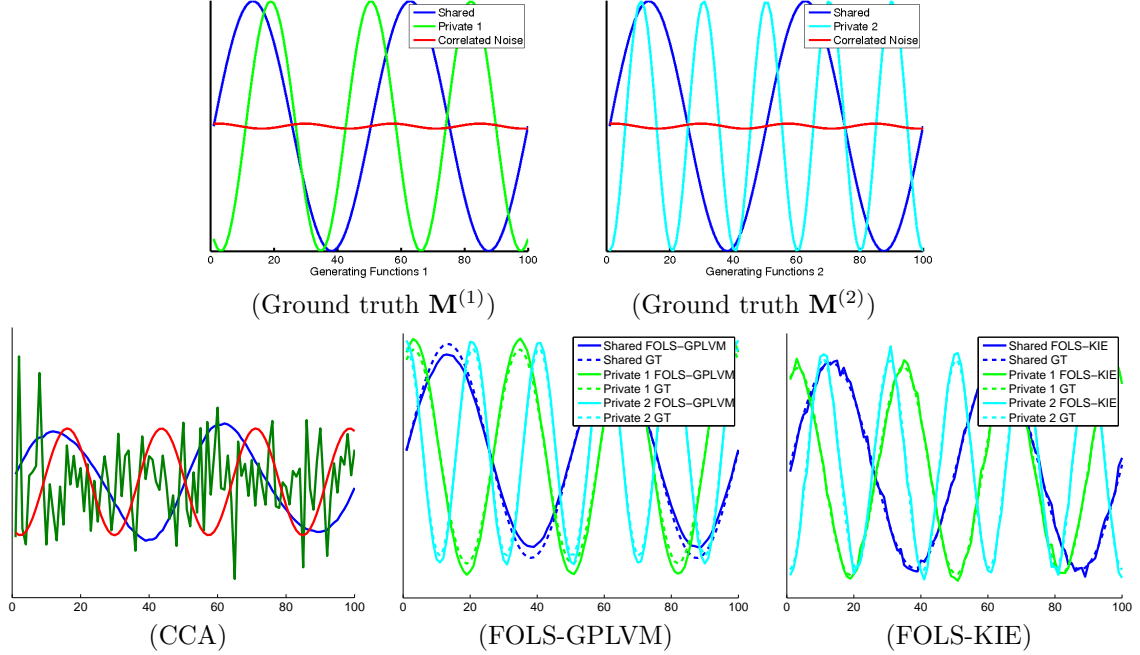 Shared
Private 1
Correlated Noise
0 20 40 60 80 100
Generating Functions 1
(Ground truth M(1))
Shared
Private 2
Correlated Noise
0 20 40 60 80 100
Generating Functions 2
(Ground truth M(2))
0 20 40 60 80 100
(CCA)
Shared FOLS-GPLVM
Shared GT
Private 1 FOLS-GPLVM
Private 1 GT
Private 2 FOLS-GPLVM
Private 2 GT
0 20 40 60 80 100
(FOLS-GPLVM)
Shared FOLS-KIE
Shared GT
Private 1 FOLS-KIE
Private 1 GT
Private 2 FOLS-KIE
Private 2 GT
0 20 40 60 80 100
(FOLS-KIE)